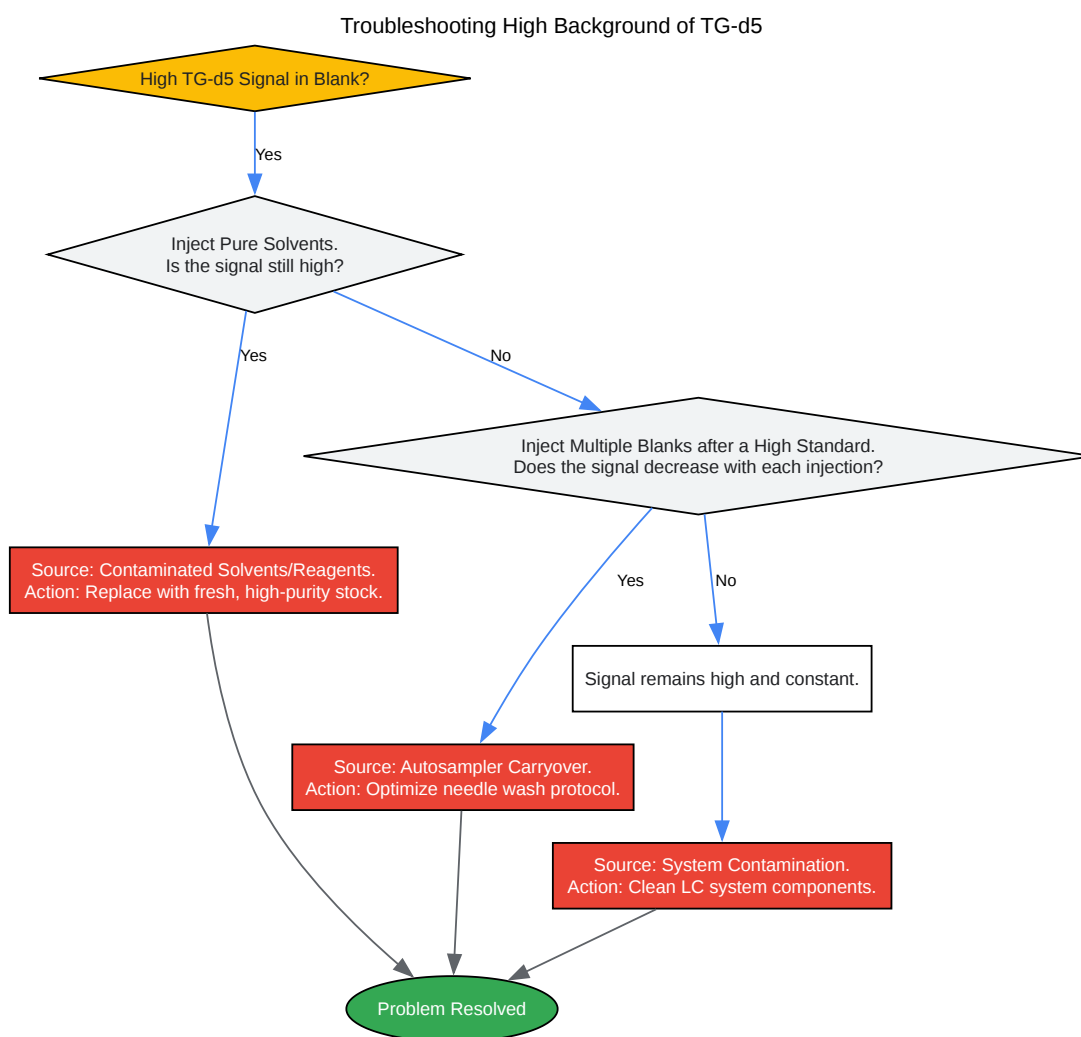 Troubleshooting High Background of TG-d5
High TG-d5 Signal in Blank?
Yes
Inject Pure Solvents.
Is the signal still high?
Yes
No
Inject Multiple Blanks after a High Standard.
Does the signal decrease with each injection?
Source: Contaminated Solvents/Reagents.
Action: Replace with fresh, high-purity stock.
Yes
No
Signal remains high and constant.
Source: Autosampler Carryover.
Action: Optimize needle wash protocol.
Source: System Contamination.
Action: Clean LC system components.
Problem Resolved